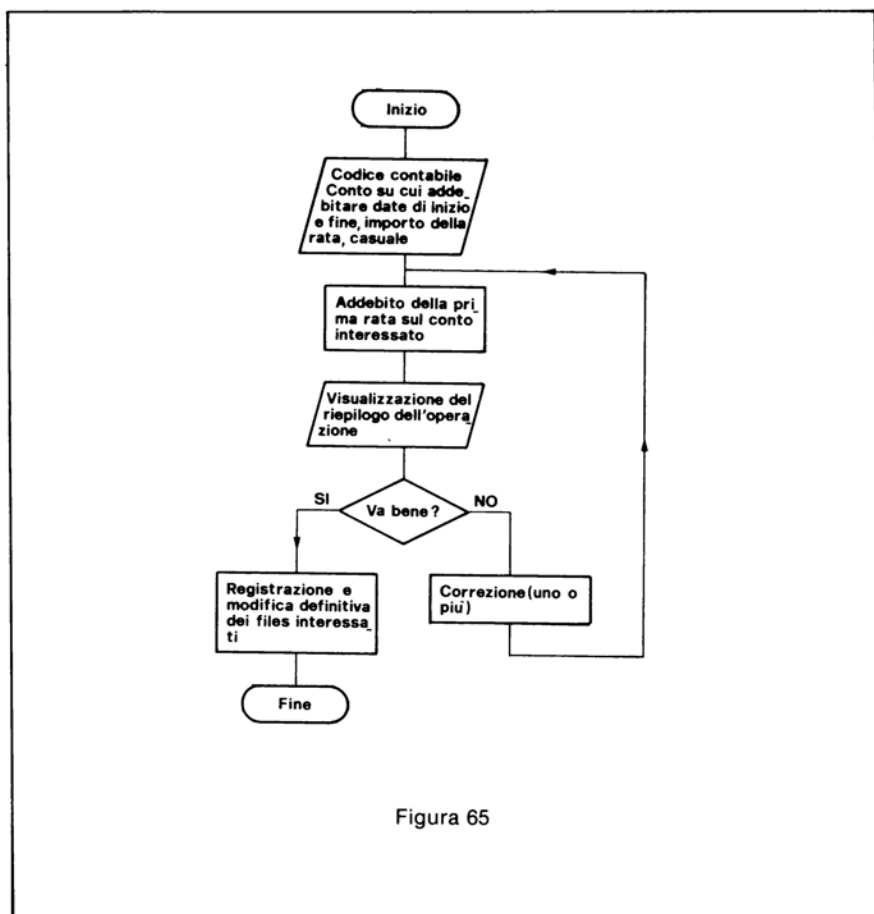 Inizio
Codice contabile
Conto su cui adde_
bitare date di inizio
e fine, importo della
rata, casuale
Addebito della pri_
ma rata sul conto
interessato
Visualizzazione del
riepilogo dell'opera_
zione
Va bene?
SI
NO
Registrazione e
modifica definitiva
dei files interessa_
ti
Correzione (uno o
più)
Fine
Figura 65